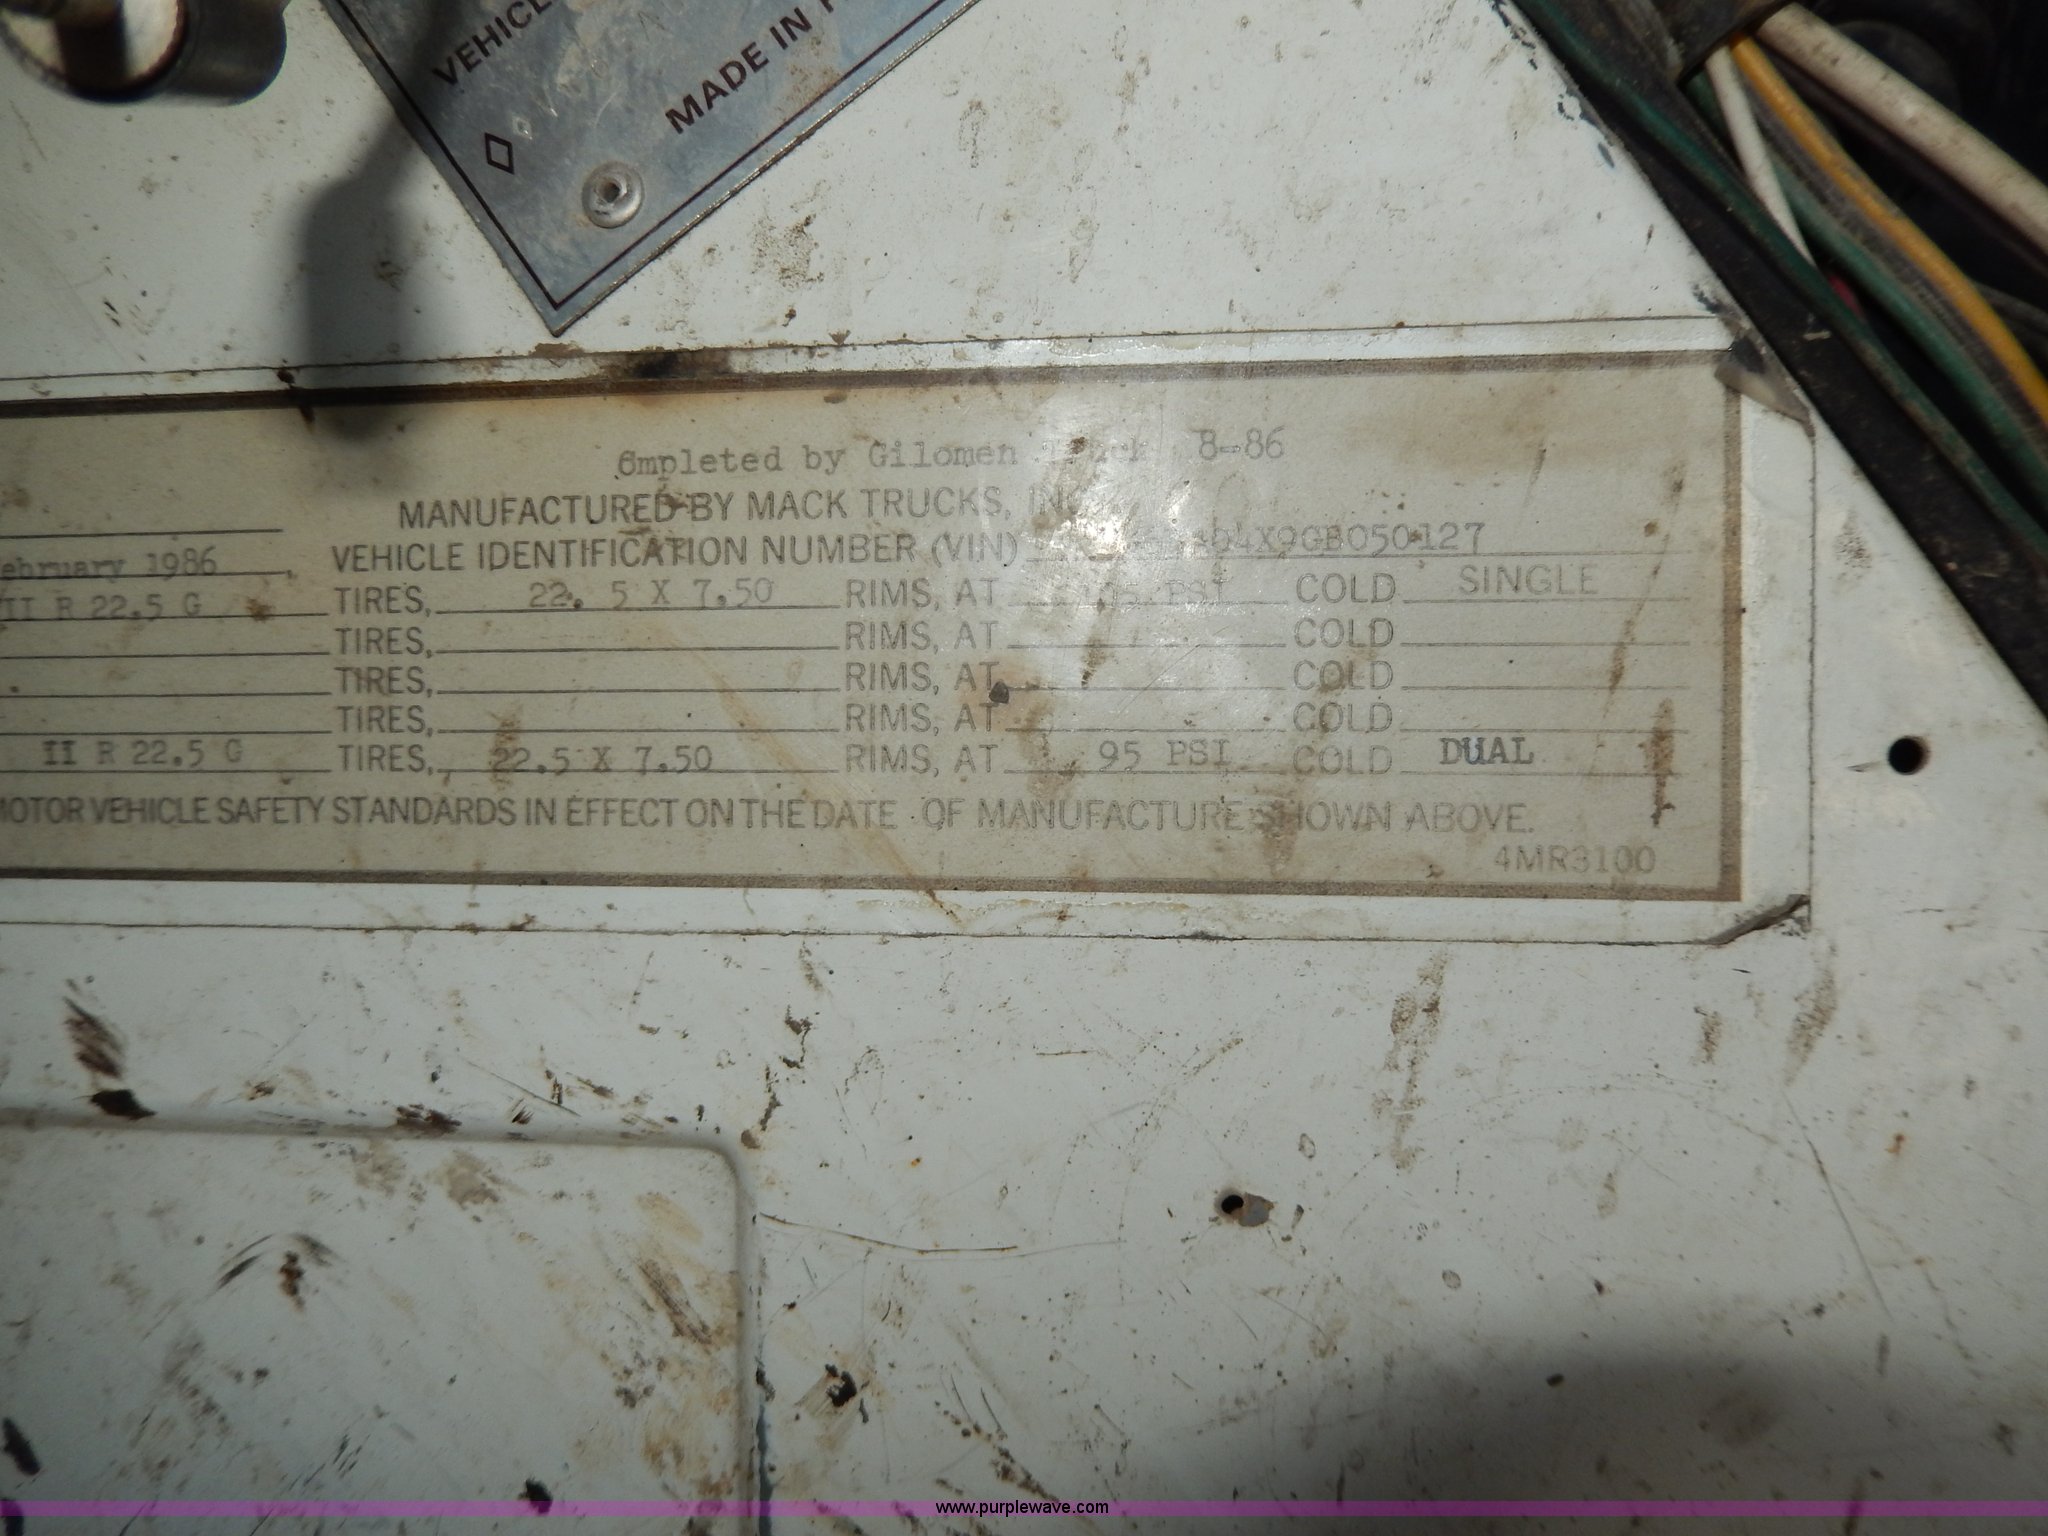 VEHICLE
MADE IN
ompleted by Gilomen Truck 8-86
MANUFACTURED BY MACK TRUCKS, INC
ebruary 1986, VEHICLE IDENTIFICATION NUMBER (VIN) 04X9GB050127
II R 22.5 G TIRES, 22. 5 X 7.50 RIMS, AT PSI COLD SINGLE
TIRES, RIMS, AT COLD
TIRES, RIMS, AT COLD
TIRES, RIMS, AT COLD
II R 22.5 G TIRES, 22.5 X 7.50 RIMS, AT 95 PSI COLD DUAL
MOTOR VEHICLE SAFETY STANDARDS IN EFFECT ON THE DATE OF MANUFACTURE SHOWN ABOVE.
4MR3100
www.purplewave.com